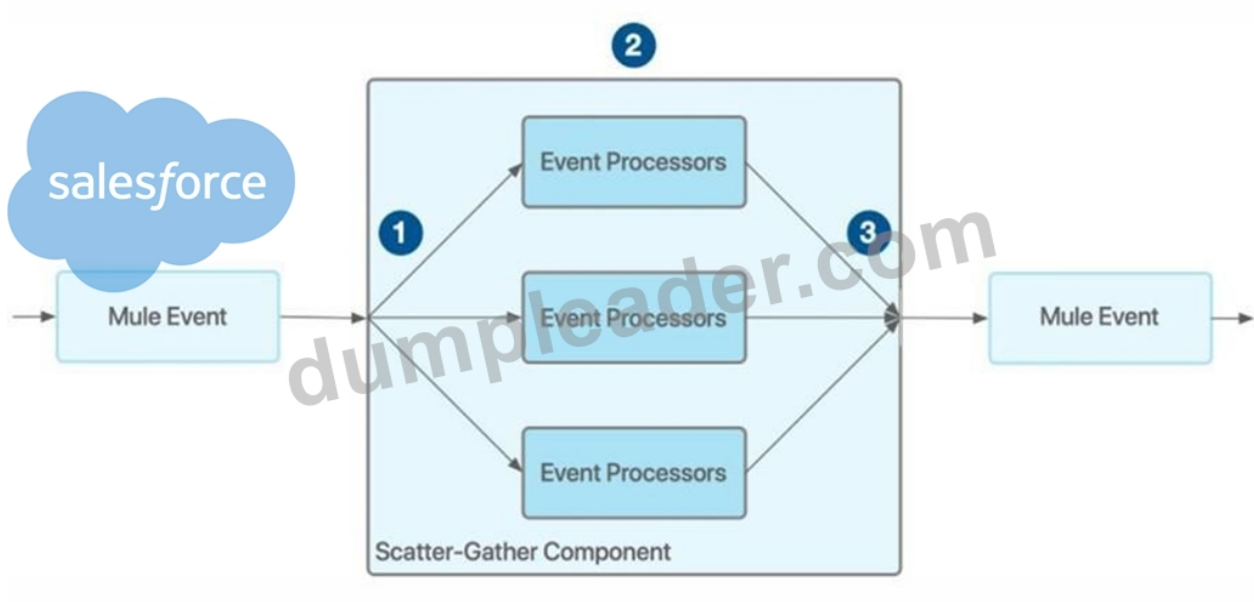 2
Event Processors
salesforce
1
3
Mule Event
Event Processors
Mule Event
dumpleader.com
Event Processors
Scatter-Gather Component